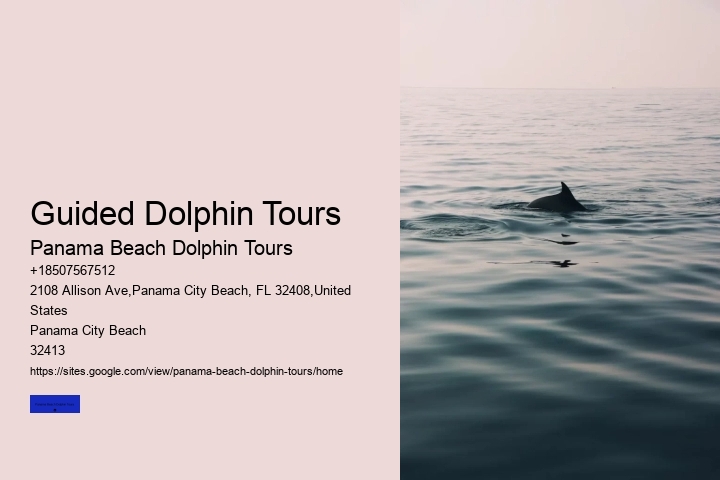 Guided Dolphin Tours
Panama Beach Dolphin Tours
+18507567512
2108 Allison Ave,Panama City Beach, FL 32408,United
States
Panama City Beach
32413
https://sites.google.com/view/panama-beach-dolphin-tours/home